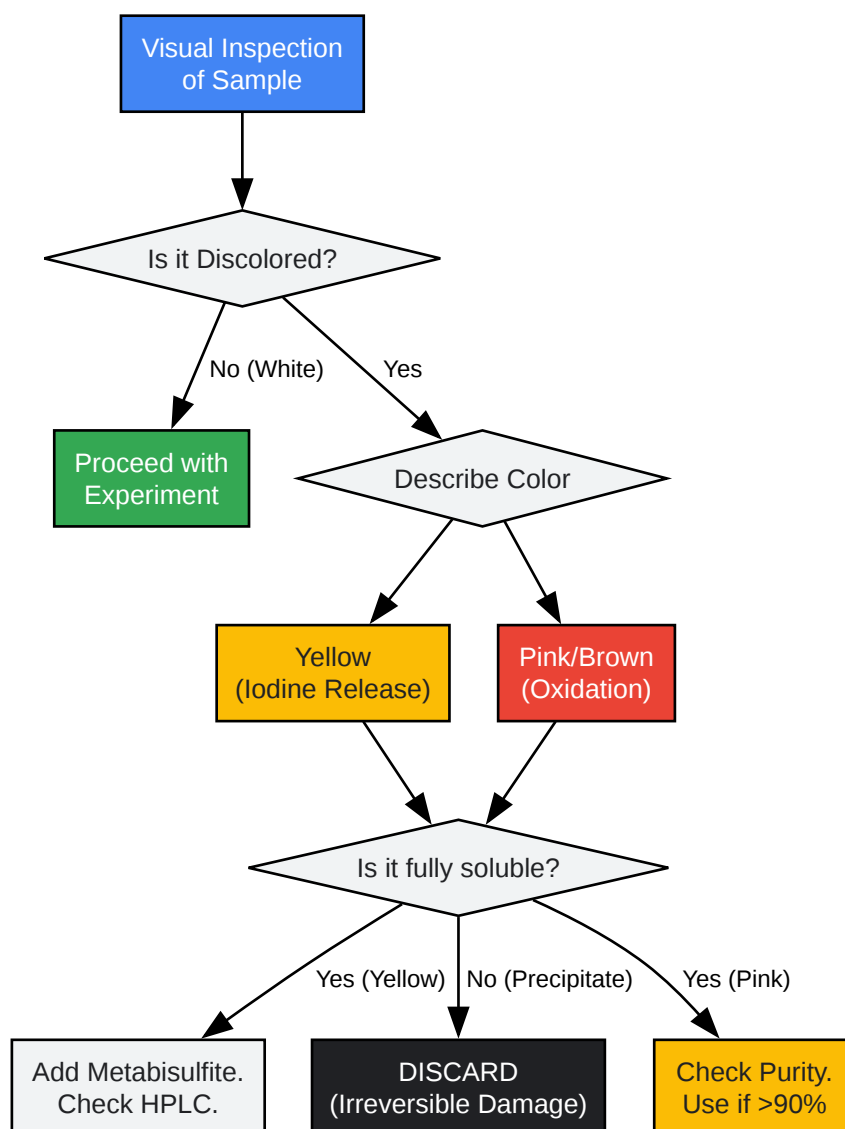 Visual Inspection
of Sample
Is it Discolored?
No (White)
Yes
Proceed with
Experiment
Describe Color
Yellow
(Iodine Release)
Pink/Brown
(Oxidation)
Is it fully soluble?
Yes (Yellow)
No (Precipitate)
Yes (Pink)
Add Metabisulfite.
Check HPLC.
DISCARD
(Irreversible Damage)
Check Purity.
Use if >90%